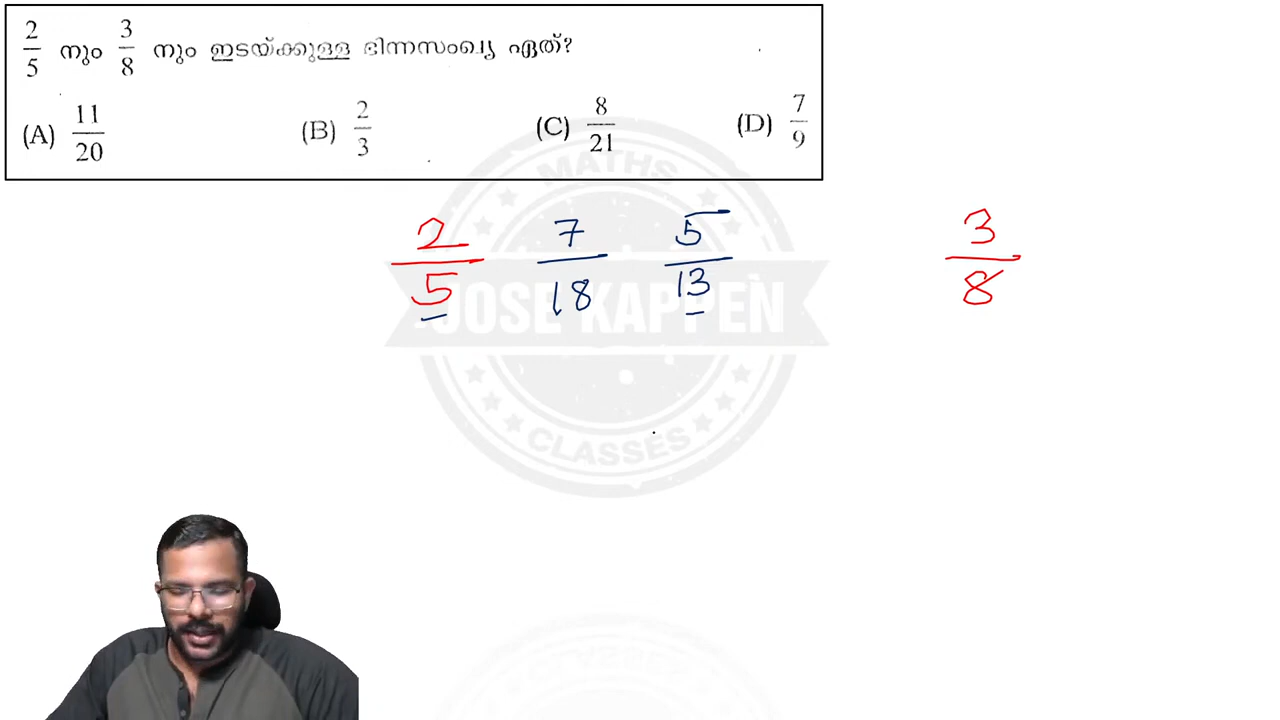 2/5 നും 3/8 നും ഇടയ്ക്കുള്ള ഭിന്നസംഖ്യ ഏത്?
(A) 11/20 (B) 2/3 (C) 8/21 (D) 7/9
2/5 7/18 5/13 3/8
MATHS
JOSE KAPPEN
CLASSES